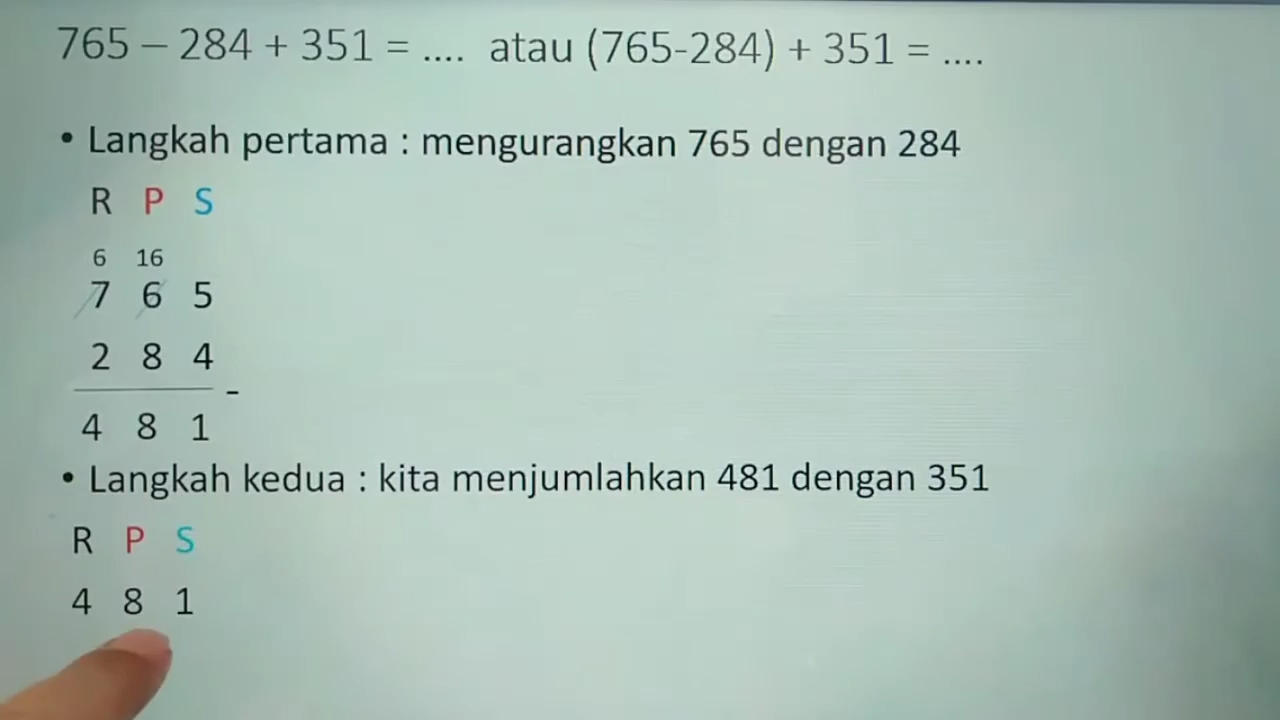 765 – 284 + 351 = .... atau (765-284) + 351 = ....
• Langkah pertama : mengurangkan 765 dengan 284
R P S
6 16
7 6 5
2 8 4
-
4 8 1
• Langkah kedua : kita menjumlahkan 481 dengan 351
R P S
4 8 1